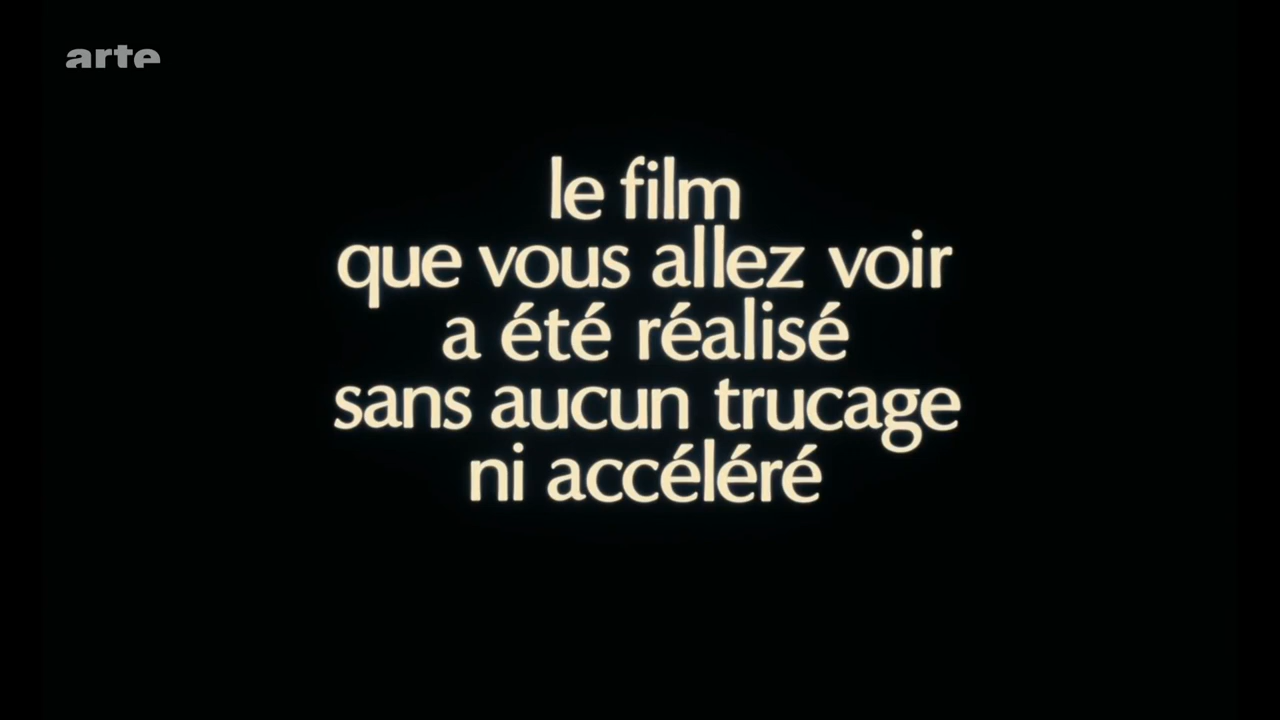 arte
le film
que vous allez voir
a été réalisé
sans aucun trucage
ni accéléré